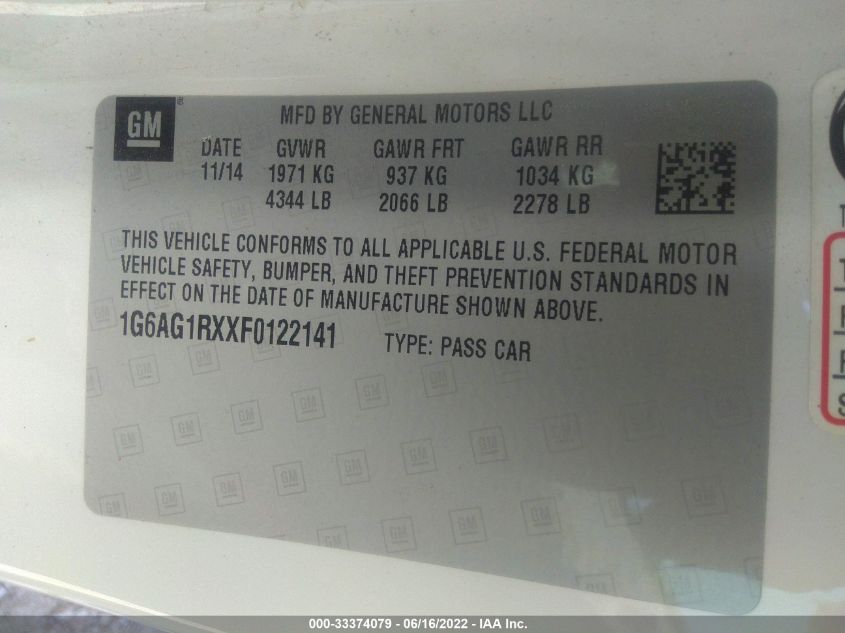 GM
MFD BY GENERAL MOTORS LLC
DATE GVWR GAWR FRT GAWR RR
11/14 1971 KG 937 KG 1034 KG
4344 LB 2066 LB 2278 LB
THIS VEHICLE CONFORMS TO ALL APPLICABLE U.S. FEDERAL MOTOR
VEHICLE SAFETY, BUMPER, AND THEFT PREVENTION STANDARDS IN
EFFECT ON THE DATE OF MANUFACTURE SHOWN ABOVE.
1G6AG1RXXF0122141 TYPE: PASS CAR
000-33374079 - 06/16/2022 - IAA Inc.